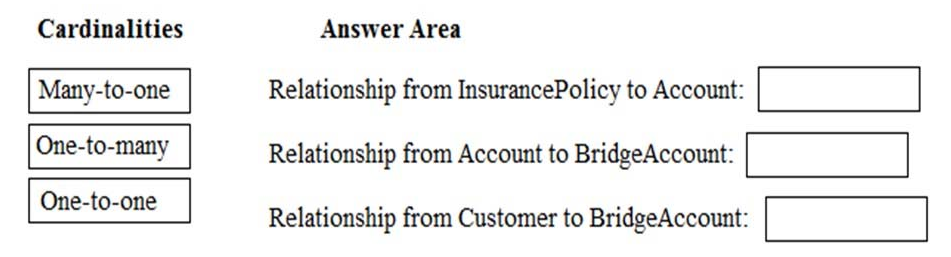 Cardinalities
Answer Area
Many-to-one
Relationship from InsurancePolicy to Account:
One-to-many
Relationship from Account to BridgeAccount:
One-to-one
Relationship from Customer to BridgeAccount: